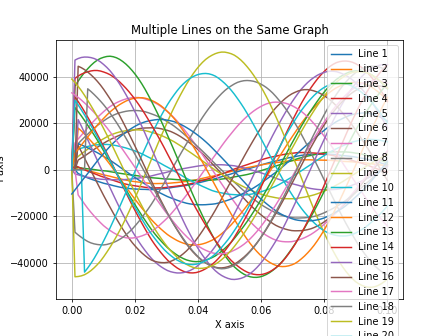 Multiple Lines on the Same Graph
40000
20000
0
−20000
−40000
0.00
0.02
0.04
0.06
0.08
X axis
Line 1
Line 2
Line 3
Line 4
Line 5
Line 6
Line 7
Line 8
Line 9
Line 10
Line 11
Line 12
Line 13
Line 14
Line 15
Line 16
Line 17
Line 18
Line 19
Line 20